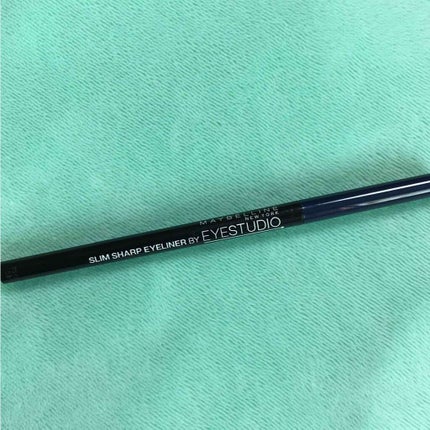 MAYBELLINE
NEW YORK
SLIM SHARP EYELINER BY EYESTUDIO